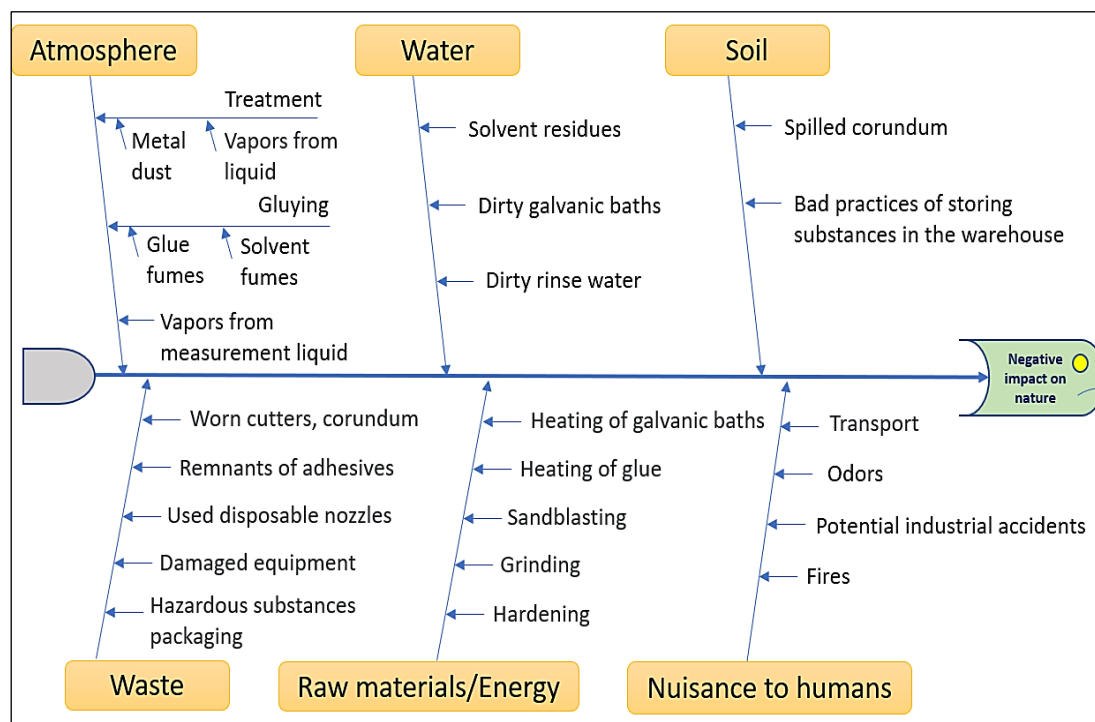 Atmosphere
Water
Soil
Treatment
Metal
dust
Vapors from
liquid
Gluying
Glue
fumes
Solvent
fumes
Vapors from
measurement liquid
Solvent residues
Dirty galvanic baths
Dirty rinse water
Spilled corundum
Bad practices of storing
substances in the warehouse
Negative
impact on
nature
Worn cutters, corundum
Remnants of adhesives
Used disposable nozzles
Damaged equipment
Hazardous substances
packaging
Heating of galvanic baths
Heating of glue
Sandblasting
Grinding
Hardening
Transport
Odors
Potential industrial accidents
Fires
Waste
Raw materials/Energy
Nuisance to humans